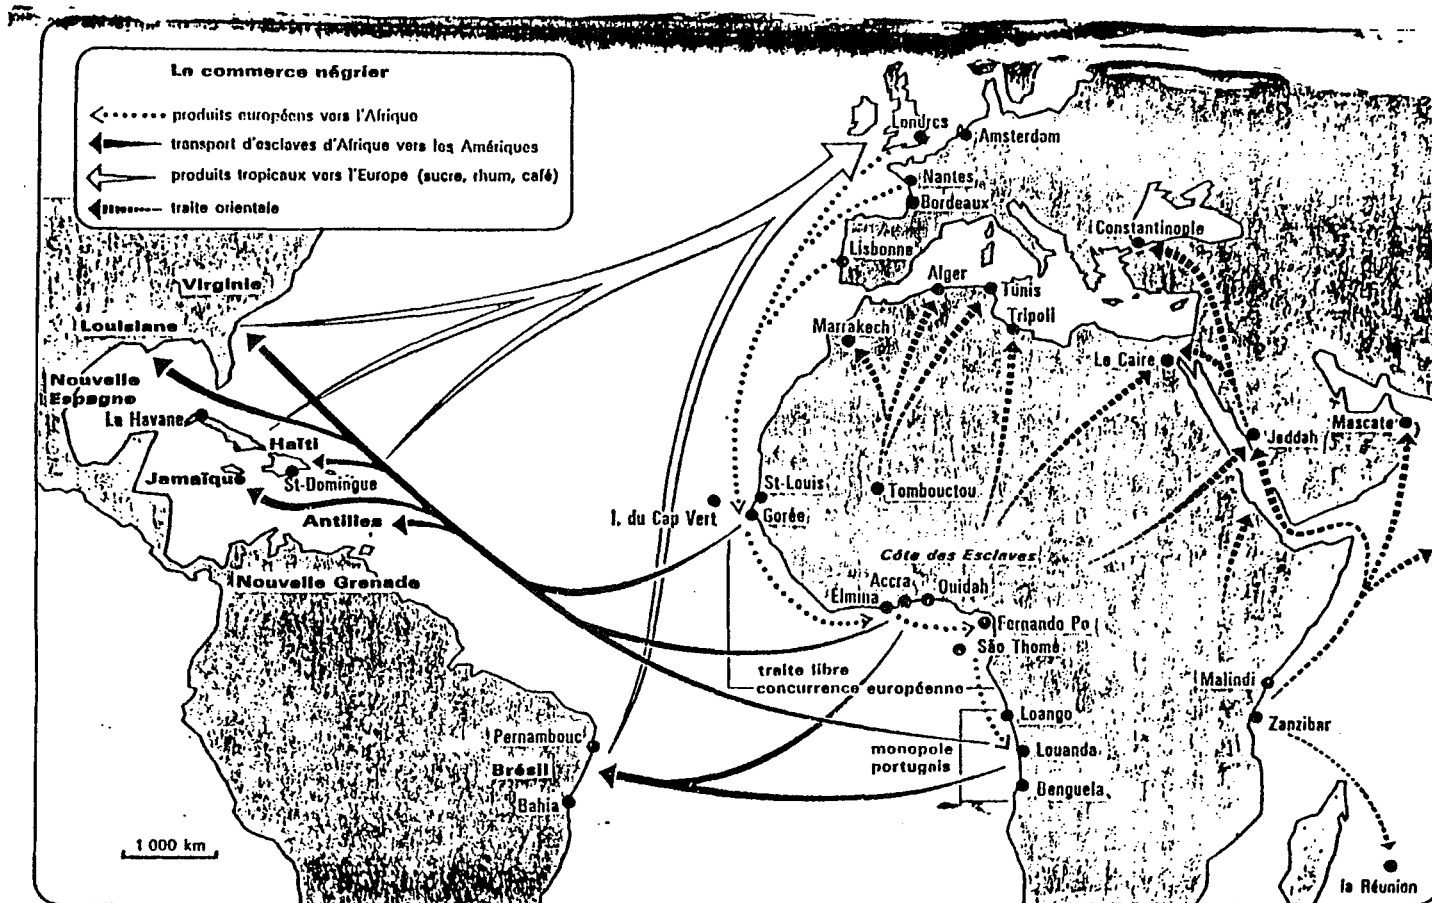 Le commerce négrier
produits européens vers l'Afrique
transport d'esclaves d'Afrique vers les Amériques
produits tropicaux vers l'Europe (sucre, rhum, café)
traite orientale
Londres
Amsterdam
Nantes
Bordeaux
Lisbonne
Constantinople
Alger
Tunis
Tripoli
Marrakech
Le Caire
Virginie
Louisiane
Nouvelle
Espagne
La Havane
Haïti
St-Domingue
Jamaïque
Antilles
Nouvelle Grenade
Mascate
Jeddah
St-Louis
Tombouctou
I. du Cap Vert
Gorée
Côte des Esclaves
Accra
Elmina
Ouidah
Fernando Po
São Thomé
traite libre
concurrence européenne
Malindi
Zanzibar
Loango
Louanda
Benguela
monopole
portugais
Pernambouc
Brésil
Bahia
1 000 km
la Réunion